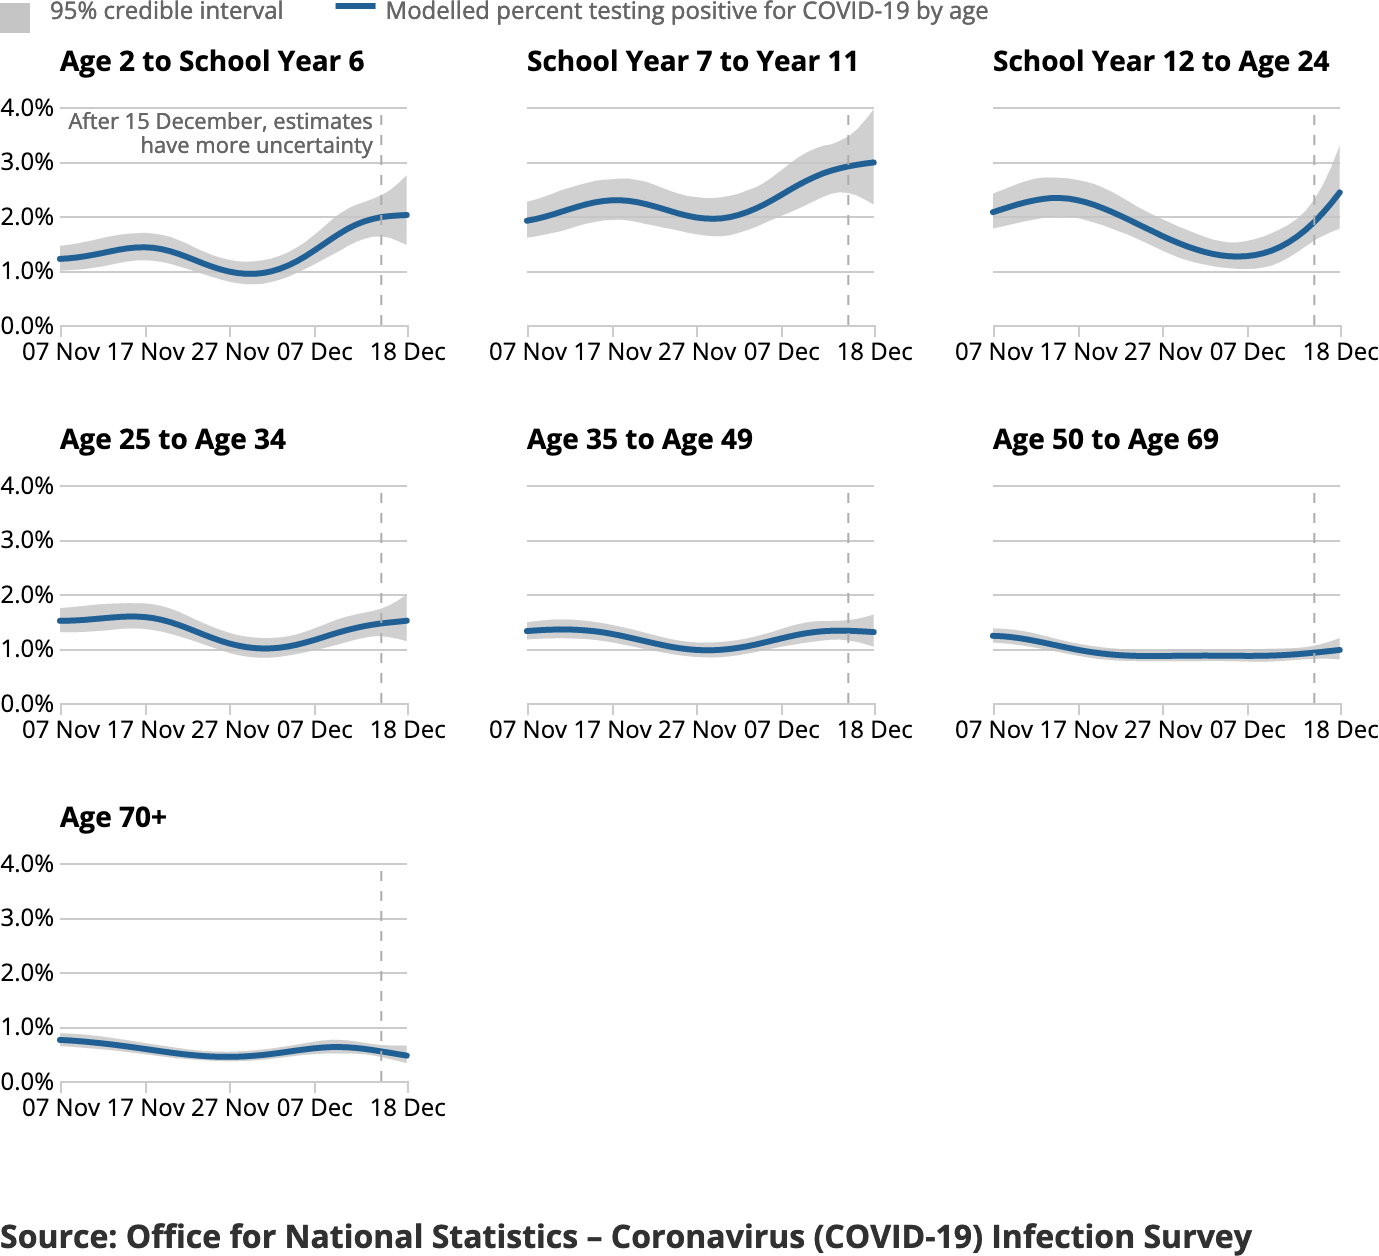 95% credible interval
Modelled percent testing positive for COVID-19 by age
Age 2 to School Year 6
School Year 7 to Year 11
School Year 12 to Age 24
4.0%
After 15 December, estimates
have more uncertainty
3.0%
2.0%
1.0%
0.0%
07 Nov 17 Nov 27 Nov 07 Dec 18 Dec
07 Nov 17 Nov 27 Nov 07 Dec 18 Dec
07 Nov 17 Nov 27 Nov 07 Dec 18 Dec
Age 25 to Age 34
Age 35 to Age 49
Age 50 to Age 69
4.0%
3.0%
2.0%
1.0%
0.0%
07 Nov 17 Nov 27 Nov 07 Dec 18 Dec
07 Nov 17 Nov 27 Nov 07 Dec 18 Dec
07 Nov 17 Nov 27 Nov 07 Dec 18 Dec
Age 70+
4.0%
3.0%
2.0%
1.0%
0.0%
07 Nov 17 Nov 27 Nov 07 Dec 18 Dec
Source: Office for National Statistics – Coronavirus (COVID-19) Infection Survey